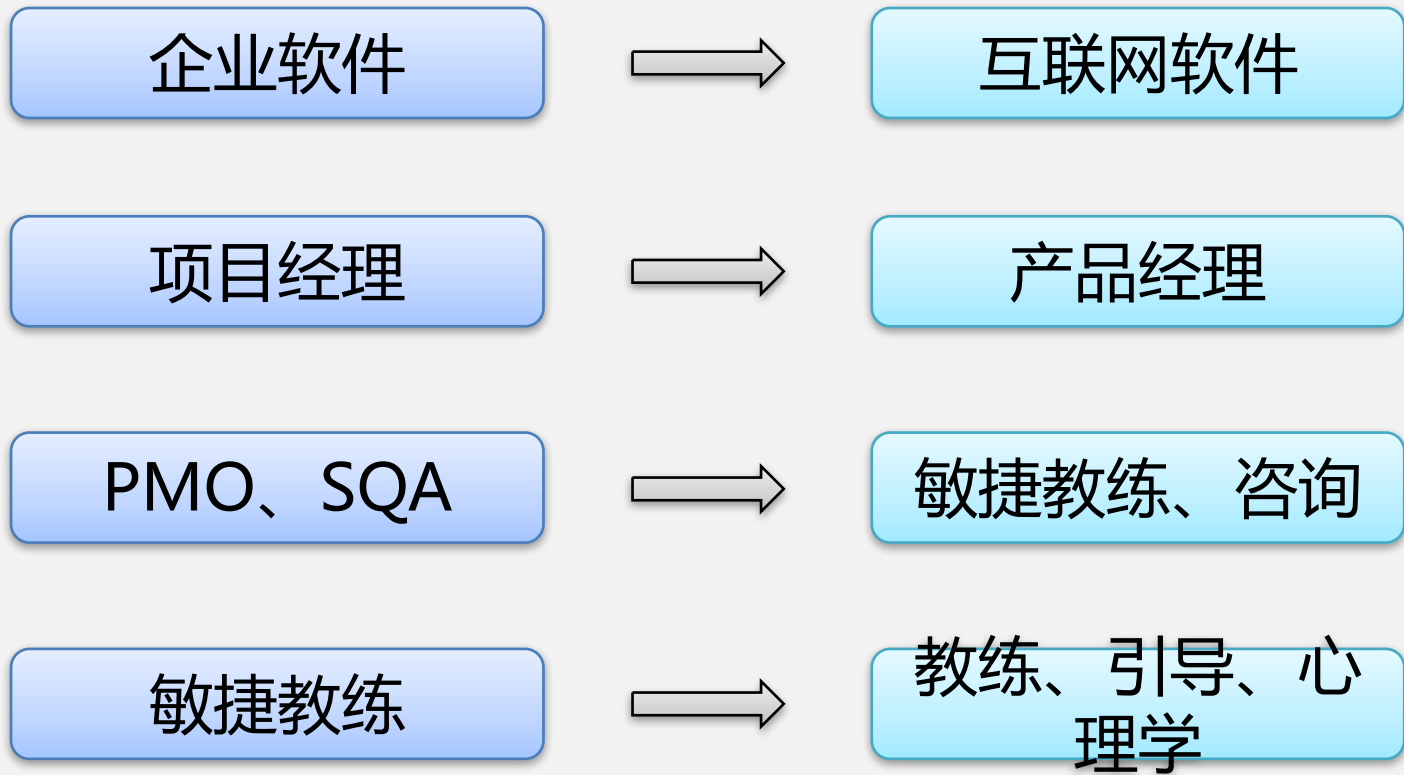 企业软件
互联网软件
项目经理
产品经理
PMO、SQA
敏捷教练、咨询
敏捷教练
教练、引导、心
理学